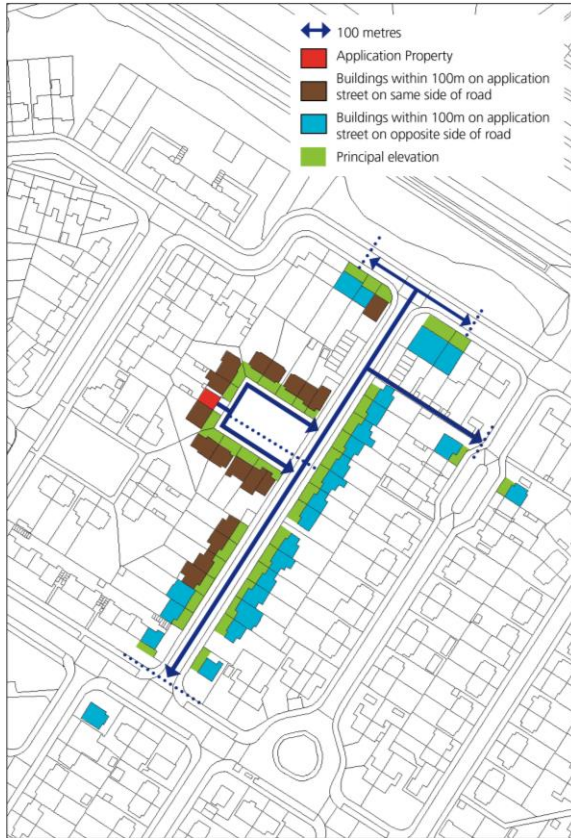 100 metres
Application Property
Buildings within 100m on application
street on same side of road
Buildings within 100m on application
street on opposite side of road
Principal elevation